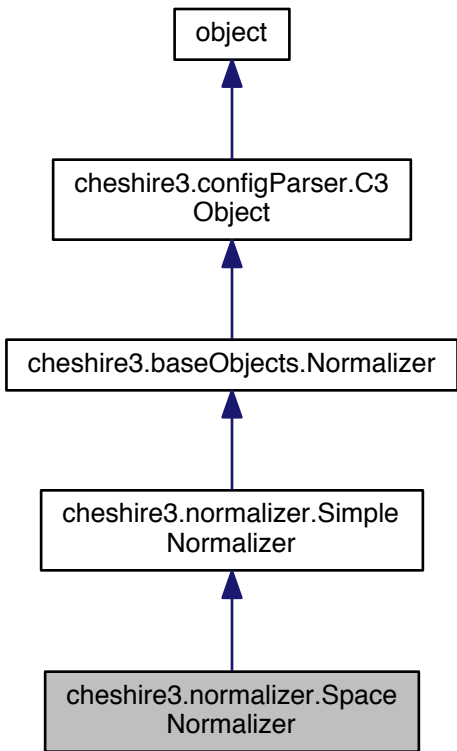 object
cheshire3.configParser.C3
Object
cheshire3.baseObjects.Normalizer
cheshire3.normalizer.Simple
Normalizer
cheshire3.normalizer.Space
Normalizer